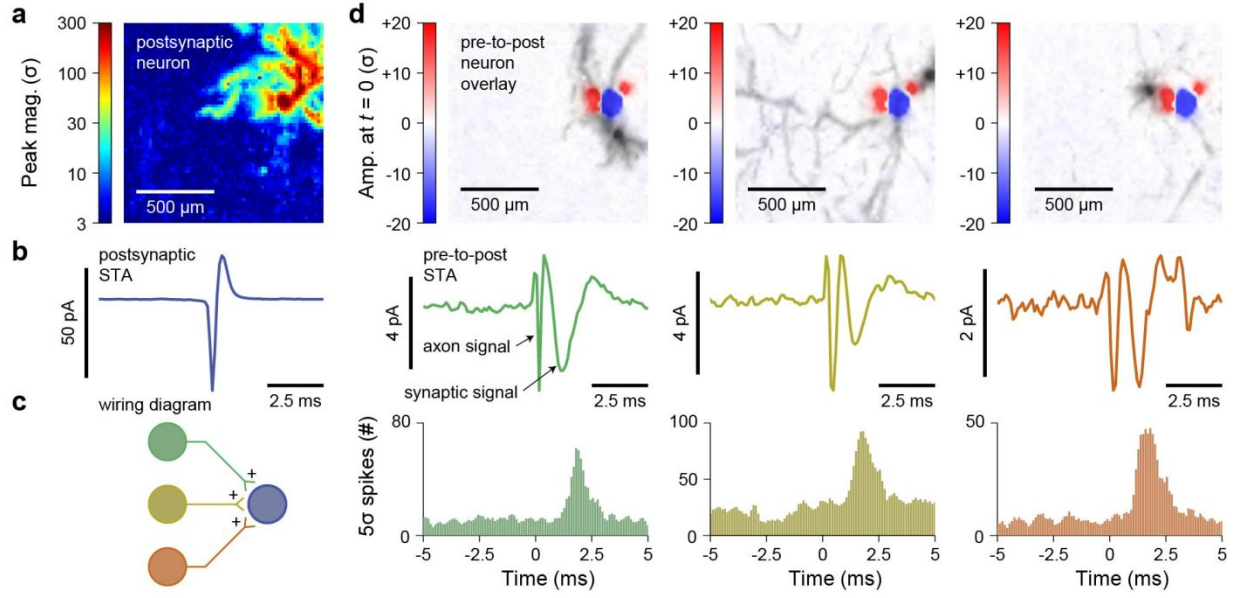 a
300
100
30
10
3
Peak mag. (σ)
postsynaptic
neuron
500 μm
d
+20
+10
0
-10
-20
Amp. at t = 0 (σ)
pre-to-post
neuron
overlay
500 μm
+20
+10
0
-10
-20
500 μm
+20
+10
0
-10
-20
500 μm
b
postsynaptic
STA
50 pA
2.5 ms
pre-to-post
STA
4 pA
axon signal
synaptic signal
2.5 ms
4 pA
2.5 ms
2 pA
2.5 ms
c
wiring diagram
+
+
+
5σ spikes (#)
80
0
-5
-2.5
0
2.5
5
Time (ms)
100
50
0
-5
-2.5
0
2.5
5
Time (ms)
50
0
-5
-2.5
0
2.5
5
Time (ms)